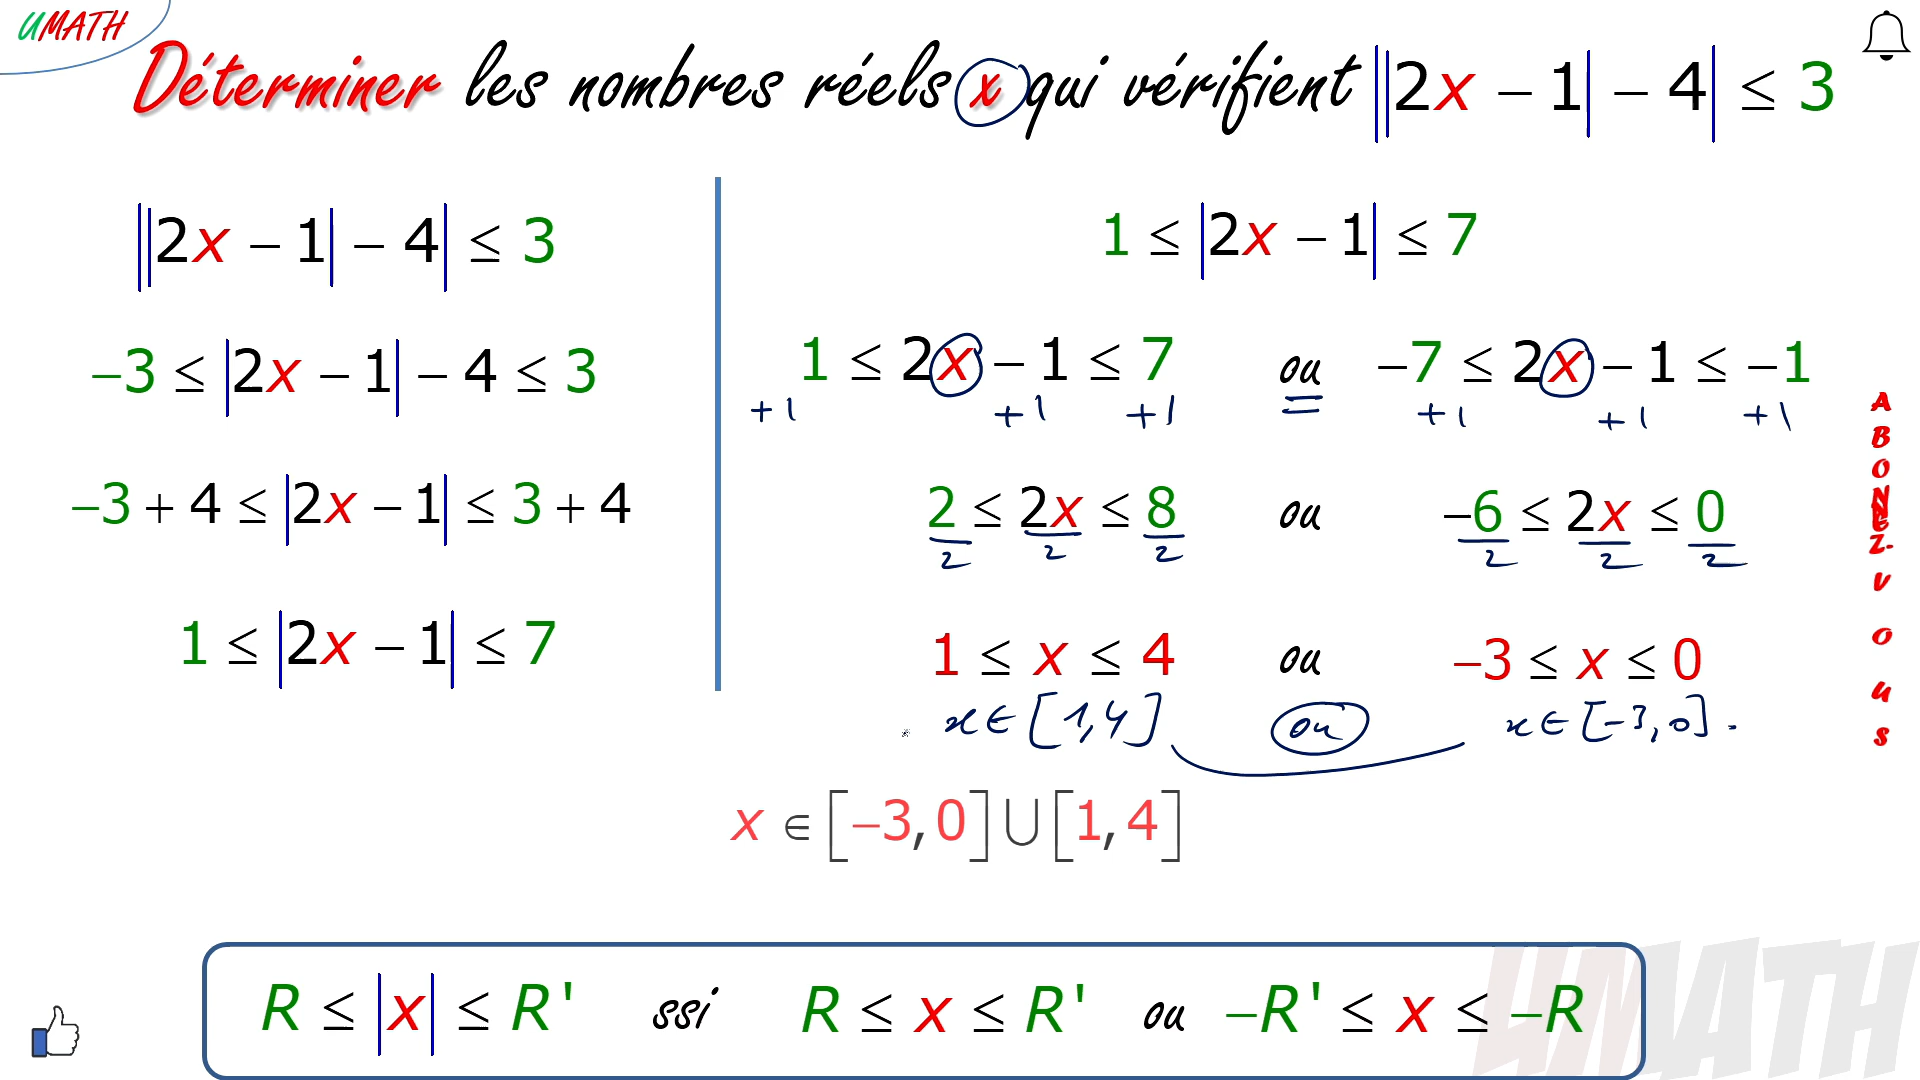 UMATH
Déterminer les nombres réels x qui vérifient ||2x − 1| − 4| ≤ 3
||2x − 1| − 4| ≤ 3
−3 ≤ |2x − 1| − 4 ≤ 3
−3 + 4 ≤ |2x − 1| ≤ 3 + 4
1 ≤ |2x − 1| ≤ 7
1 ≤ |2x − 1| ≤ 7
1 ≤ 2x − 1 ≤ 7 ou −7 ≤ 2x − 1 ≤ −1
+1 +1 +1 +1 +1 +1
2 ≤ 2x ≤ 8 ou −6 ≤ 2x ≤ 0
2 2 2 2 2 2
1 ≤ x ≤ 4 ou −3 ≤ x ≤ 0
x ∈ [1,4] ou x ∈ [−3,0].
x ∈ [−3,0] ∪ [1,4]
R ≤ |x| ≤ R' ssi R ≤ x ≤ R' ou −R' ≤ x ≤ −R
ABONNEZ-VOUS
UMATH